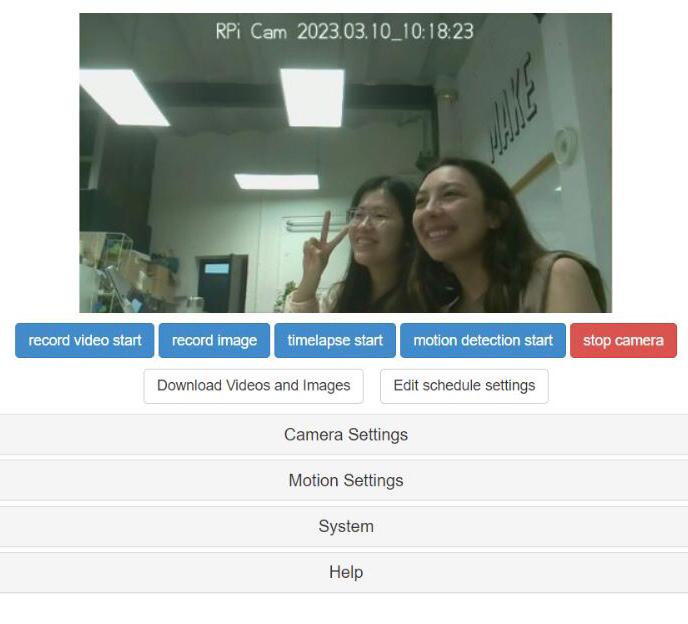 RPi Cam 2023.03.10_10:18:23
MAKE
record video start
record image
timelapse start
motion detection start
stop camera
Download Videos and Images
Edit schedule settings
Camera Settings
Motion Settings
System
Help